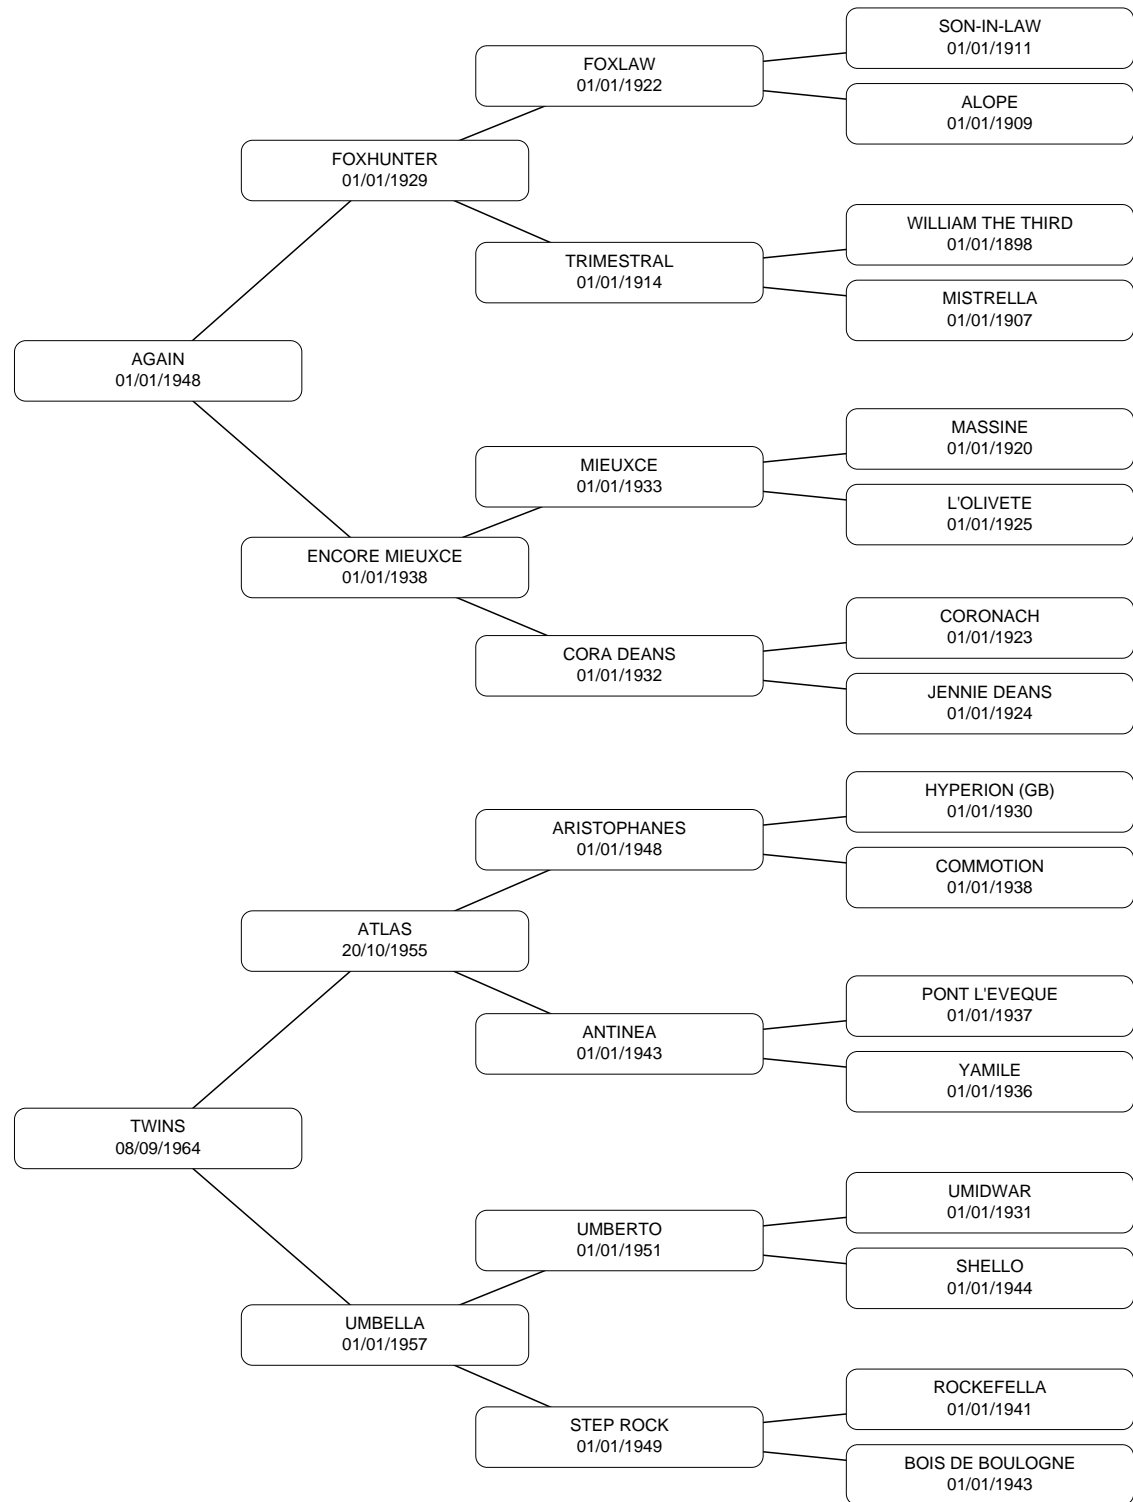 SON-IN-LAW
01/01/1911
FOXLAW
01/01/1922
ALOPE
01/01/1909
FOXHUNTER
01/01/1929
WILLIAM THE THIRD
01/01/1898
TRIMESTRAL
01/01/1914
MISTRELLA
01/01/1907
AGAIN
01/01/1948
MASSINE
01/01/1920
MIEUXCE
01/01/1933
L'OLIVETE
01/01/1925
ENCORE MIEUXCE
01/01/1938
CORONACH
01/01/1923
CORA DEANS
01/01/1932
JENNIE DEANS
01/01/1924
HYPERION (GB)
01/01/1930
ARISTOPHANES
01/01/1948
COMMOTION
01/01/1938
ATLAS
20/10/1955
PONT L'EVEQUE
01/01/1937
ANTINEA
01/01/1943
YAMILE
01/01/1936
TWINS
08/09/1964
UMIDWAR
01/01/1931
UMBERTO
01/01/1951
SHELLO
01/01/1944
UMBELLA
01/01/1957
ROCKEFELLA
01/01/1941
STEP ROCK
01/01/1949
BOIS DE BOULOGNE
01/01/1943